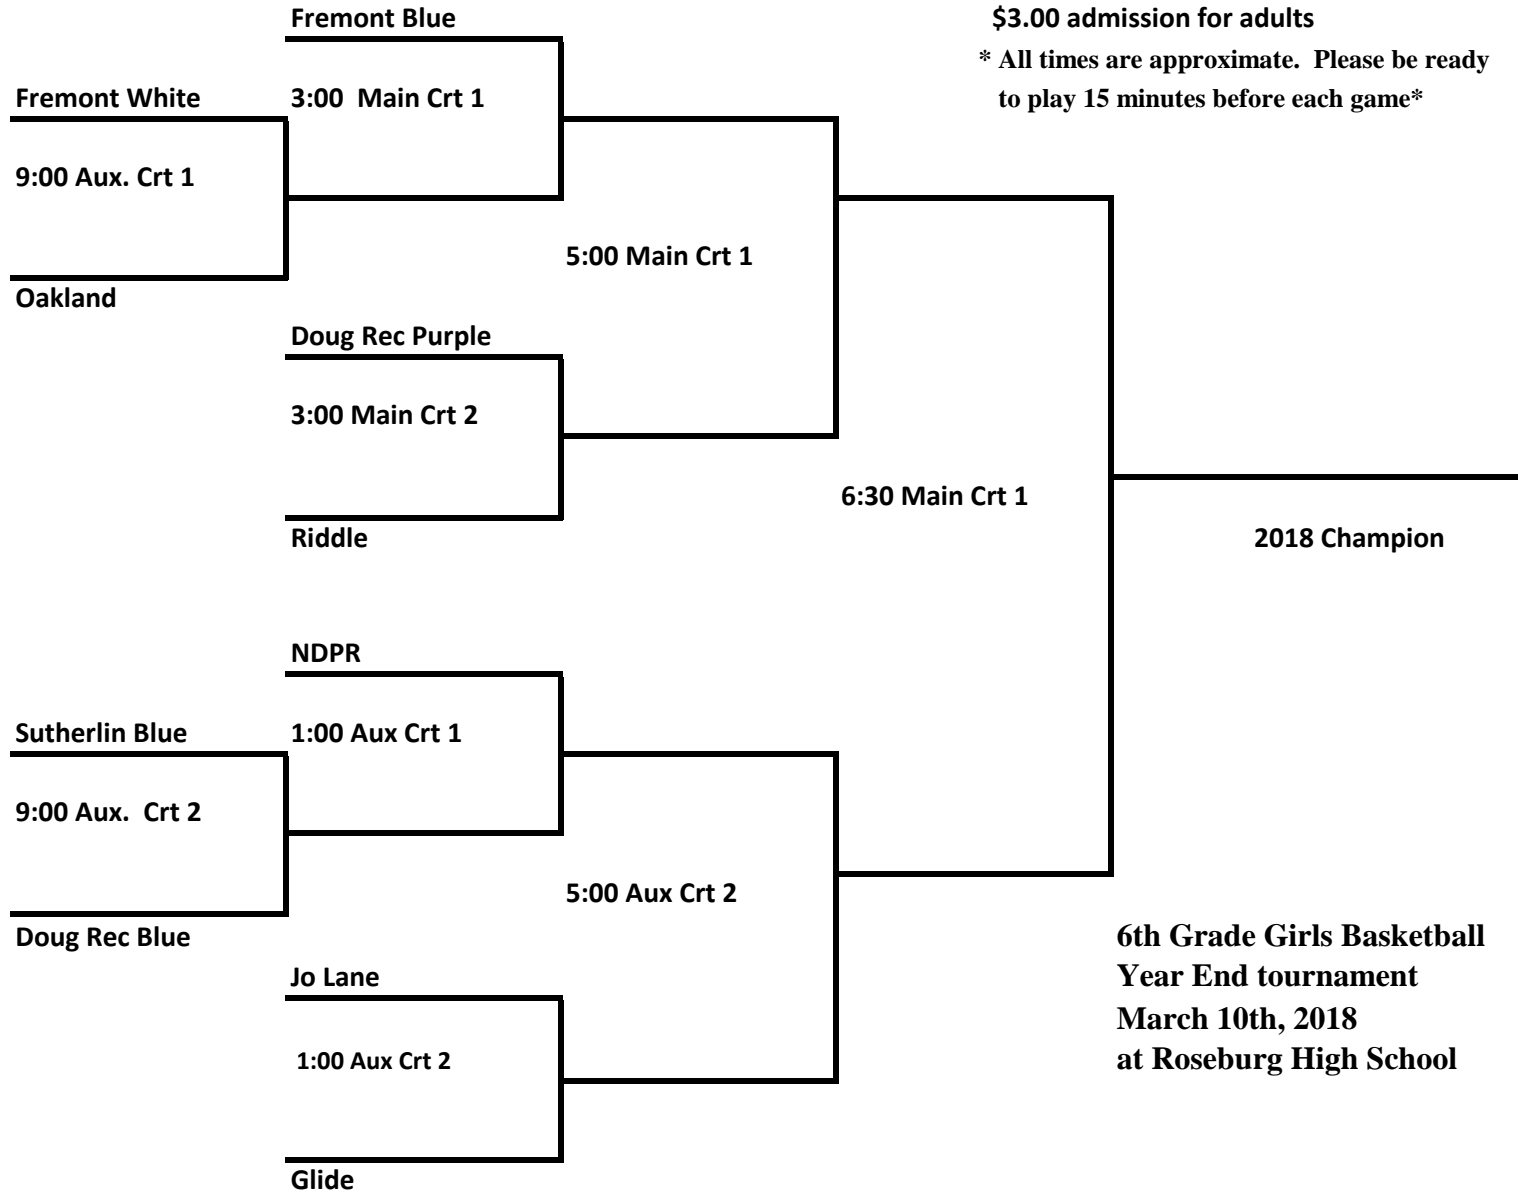 Fremont Blue
$3.00 admission for adults
* All times are approximate.  Please be ready
to play 15 minutes before each game*
Fremont White
3:00  Main Crt 1
9:00 Aux. Crt 1
5:00 Main Crt 1
Oakland
Doug Rec Purple
3:00 Main Crt 2
6:30 Main Crt 1
Riddle
2018 Champion
NDPR
Sutherlin Blue
1:00 Aux Crt 1
9:00 Aux.  Crt 2
5:00 Aux Crt 2
Doug Rec Blue
Jo Lane
1:00 Aux Crt 2
Glide
6th Grade Girls Basketball
Year End tournament
March 10th, 2018
at Roseburg High School